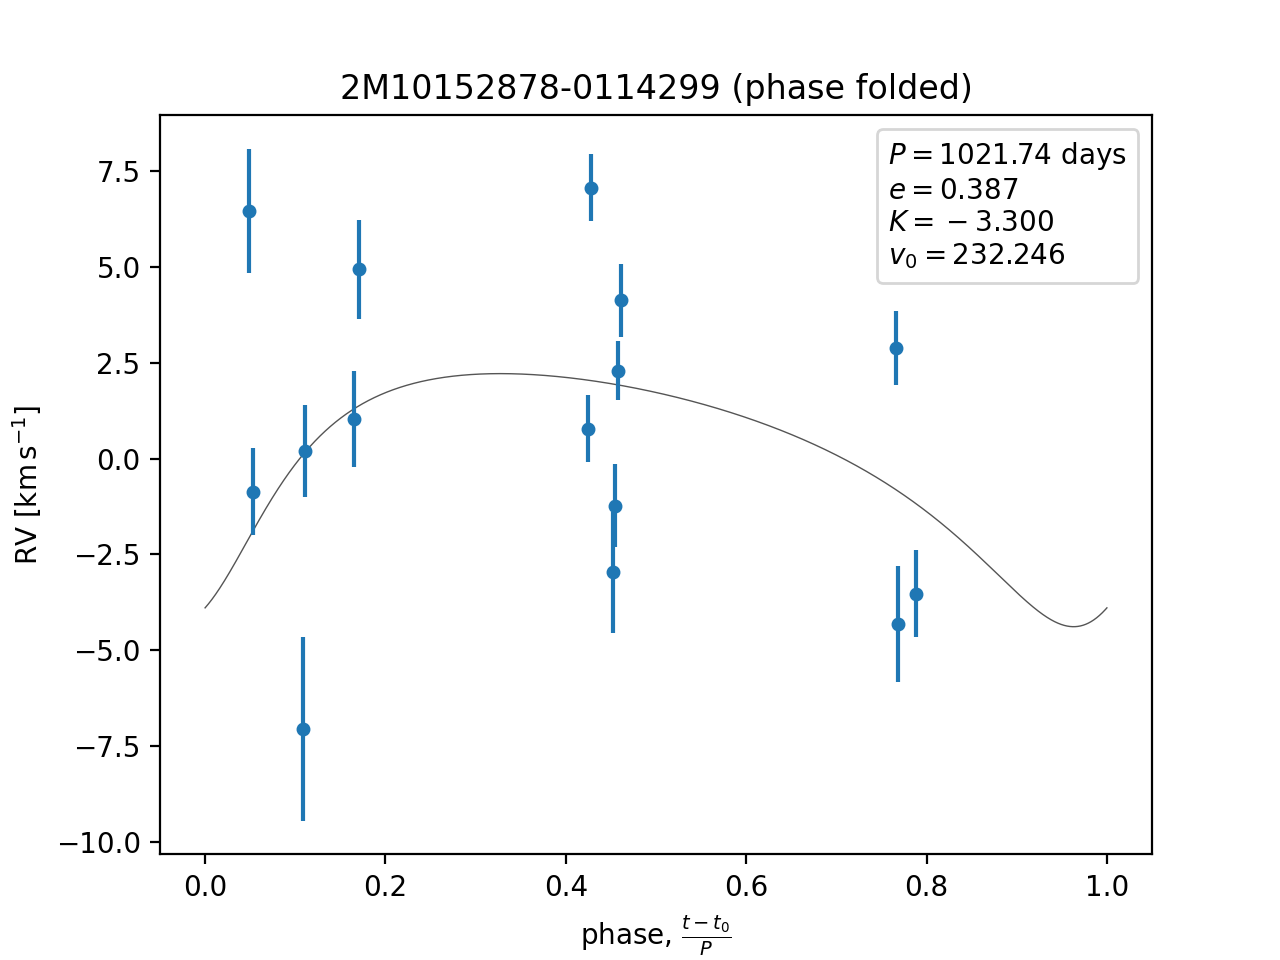 2M10152878-0114299 (phase folded)
P = 1021.74 days
e = 0.387
K = −3.300
v₀ = 232.246
7.5
5.0
2.5
0.0
−2.5
−5.0
−7.5
−10.0
RV [km s⁻¹]
0.0 0.2 0.4 0.6 0.8 1.0
phase, (t − t₀)/P